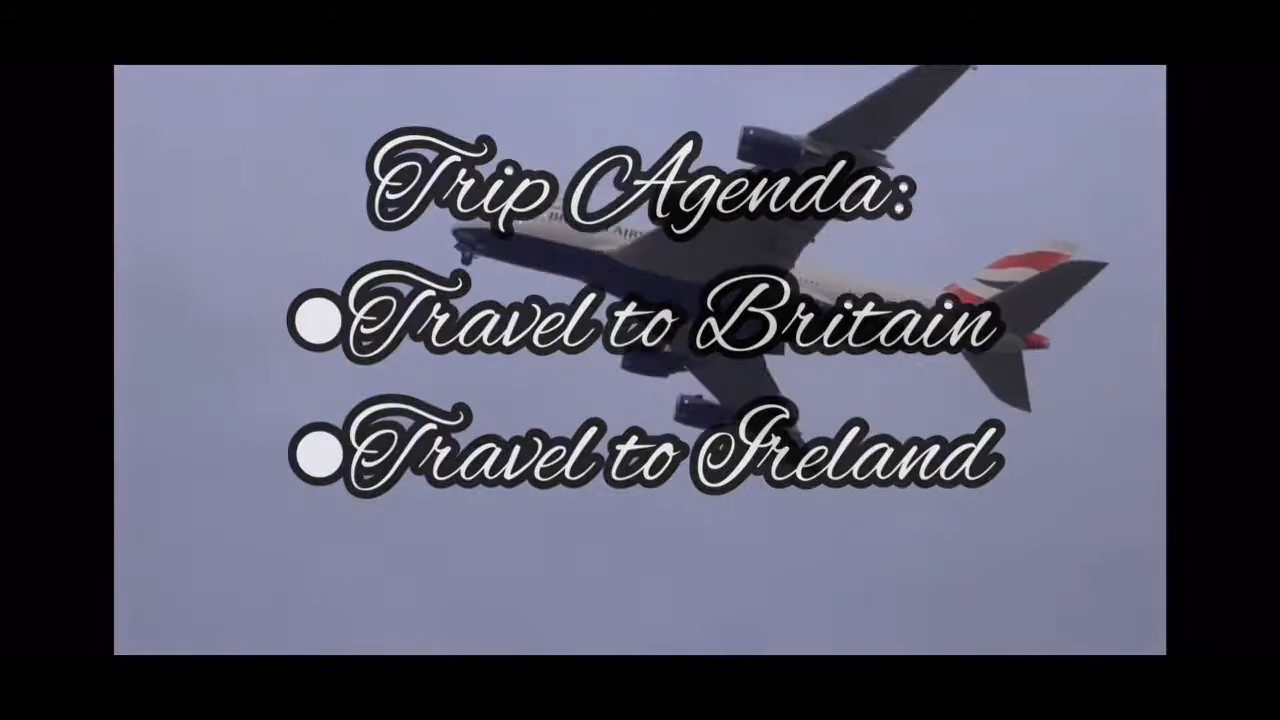 Trip Agenda:
●Travel to Britain
●Travel to Ireland